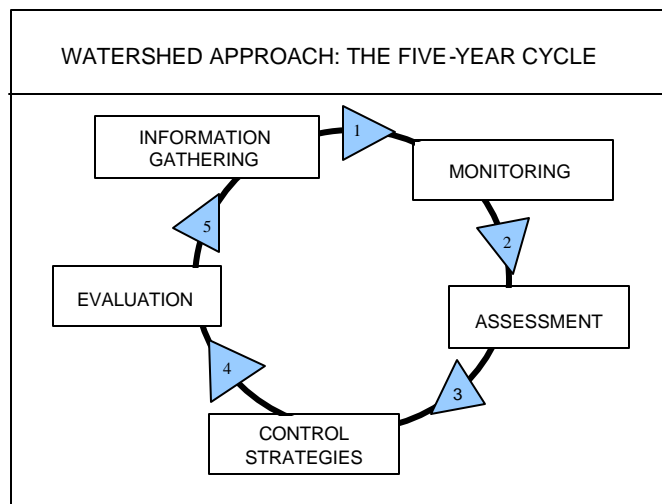 WATERSHED APPROACH: THE FIVE-YEAR CYCLE
INFORMATION
GATHERING
1
MONITORING
2
ASSESSMENT
3
CONTROL
STRATEGIES
4
EVALUATION
5